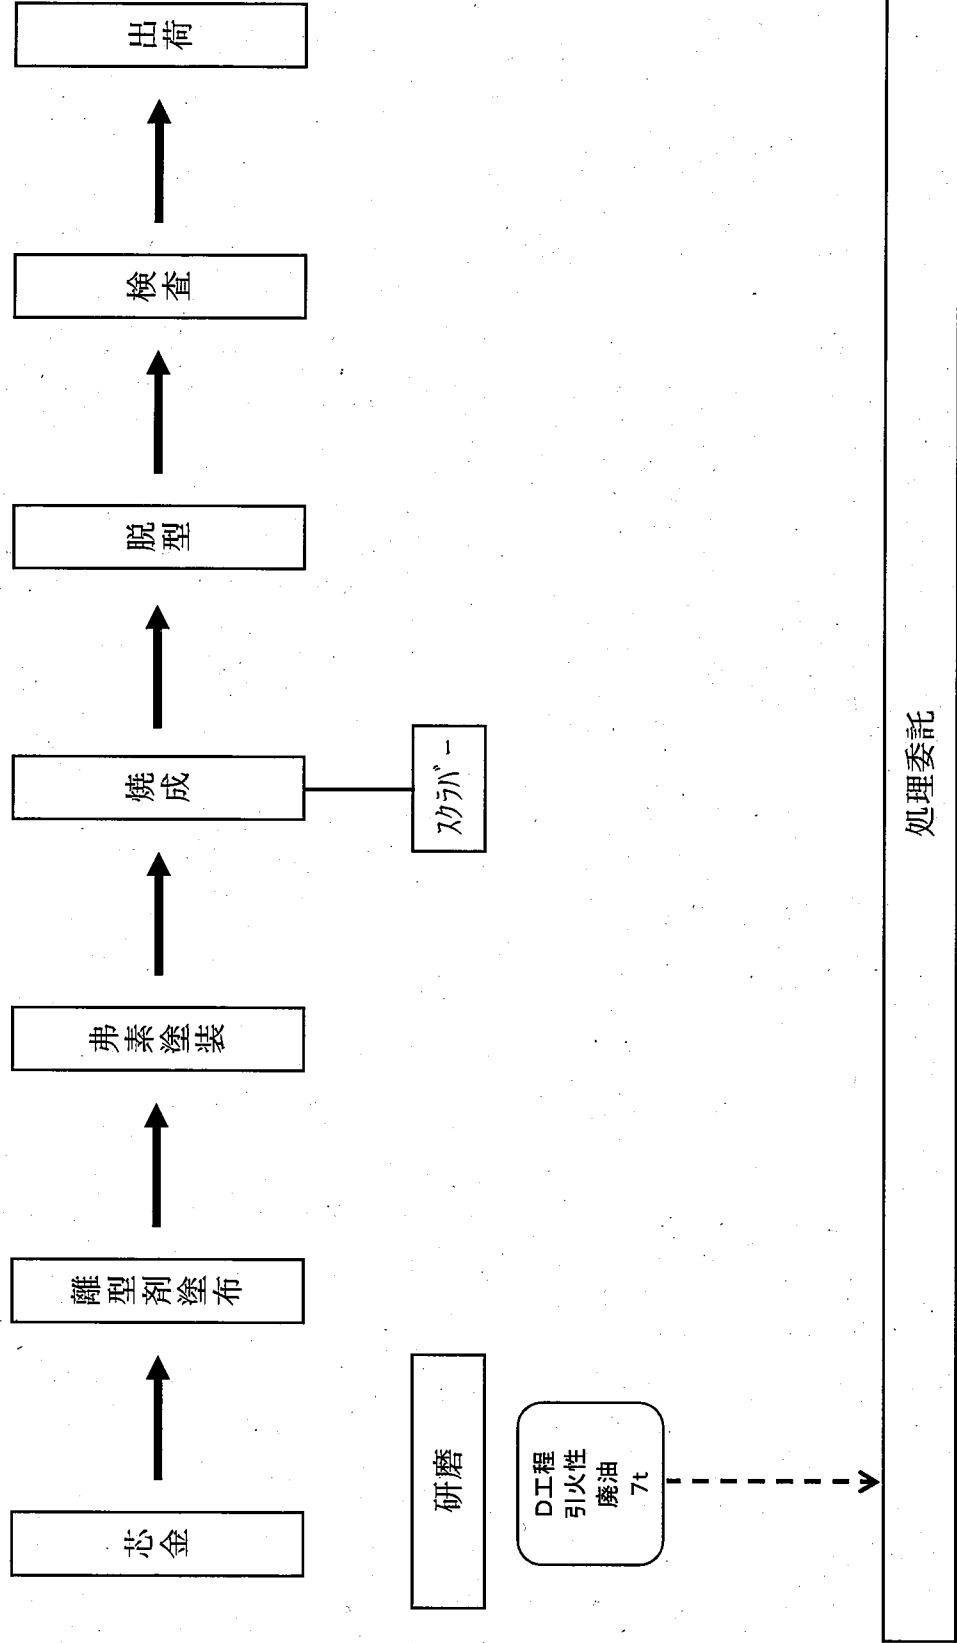 芯金
離型剤塗布
弗素塗装
焼成
脱型
検査
出荷
研磨
スクラバー
D工程
引火性
廃油
7t
処理委託